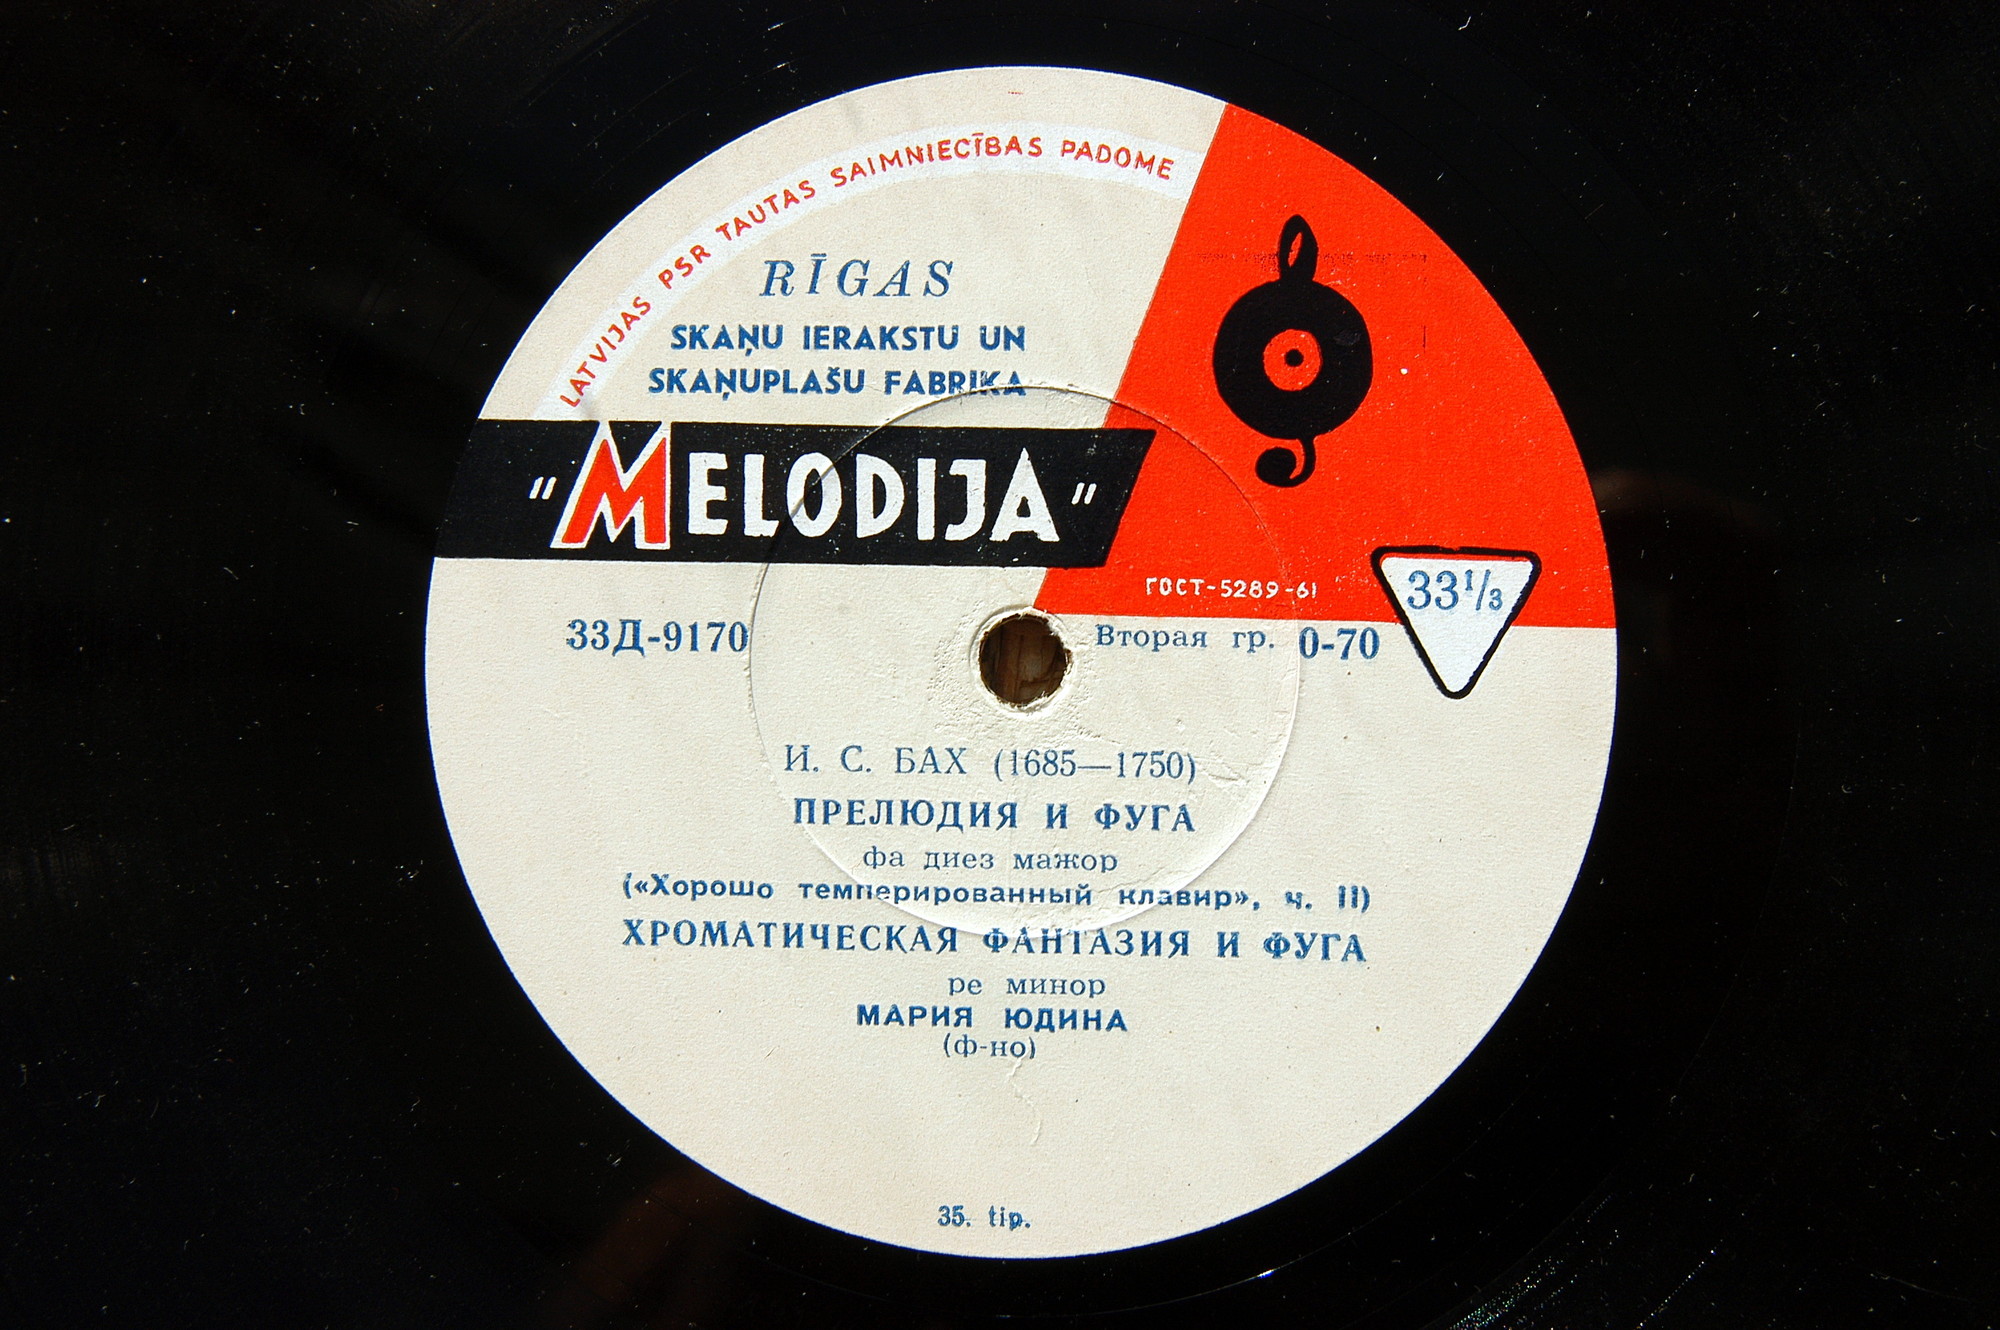 LATVIJAS PSR TAUTAS SAIMNIECĪBAS PADOME
RĪGAS
SKAŅU IERAKSTU UN
SKAŅUPLAŠU FABRIKA
"MELODIJA"
ГОСТ-5289-61
33⅓
33Д-9170
Вторая гр. 0-70
И. С. БАХ (1685—1750)
ПРЕЛЮДИЯ И ФУГА
фа диез мажор
(«Хорошо темперированный клавир», ч. II)
ХРОМАТИЧЕСКАЯ ФАНТАЗИЯ И ФУГА
ре минор
МАРИЯ ЮДИНА
(ф-но)
35. tip.